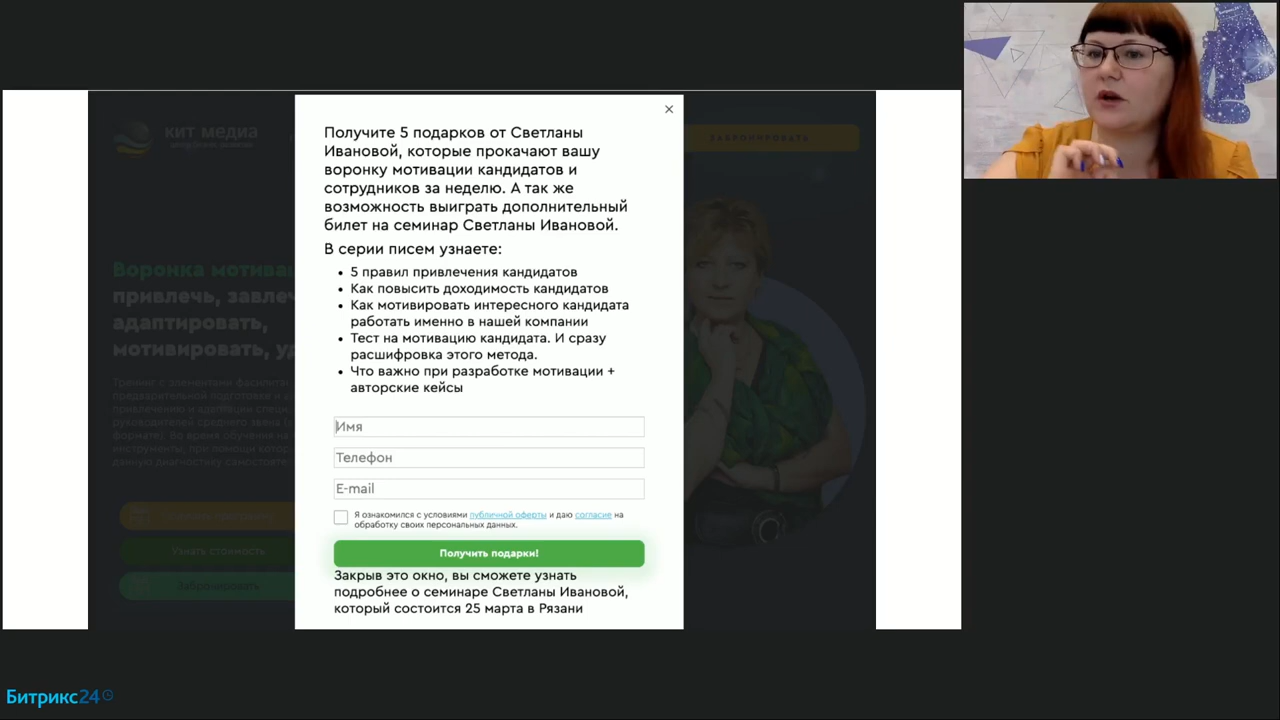 КИТ МЕДИА
ЗАБРОНИРОВАТЬ
Получите 5 подарков от Светланы
Ивановой, которые прокачают вашу
воронку мотивации кандидатов и
сотрудников за неделю. А так же
возможность выиграть дополнительный
билет на семинар Светланы Ивановой.
В серии писем узнаете:
• 5 правил привлечения кандидатов
• Как повысить доходимость кандидатов
• Как мотивировать интересного кандидата
работать именно в нашей компании
• Тест на мотивацию кандидата. И сразу
расшифровка этого метода.
• Что важно при разработке мотивации +
авторские кейсы
Имя
Телефон
E-mail
Я ознакомился с условиями публичной оферты и даю согласие на
обработку своих персональных данных.
Получить подарки!
Закрыв это окно, вы сможете узнать
подробнее о семинаре Светланы Ивановой,
который состоится 25 марта в Рязани
Воронка мотива
привлечь, завлеч
адаптировать,
мотивировать, у
Узнать стоимость
Забронировать
Битрикс24